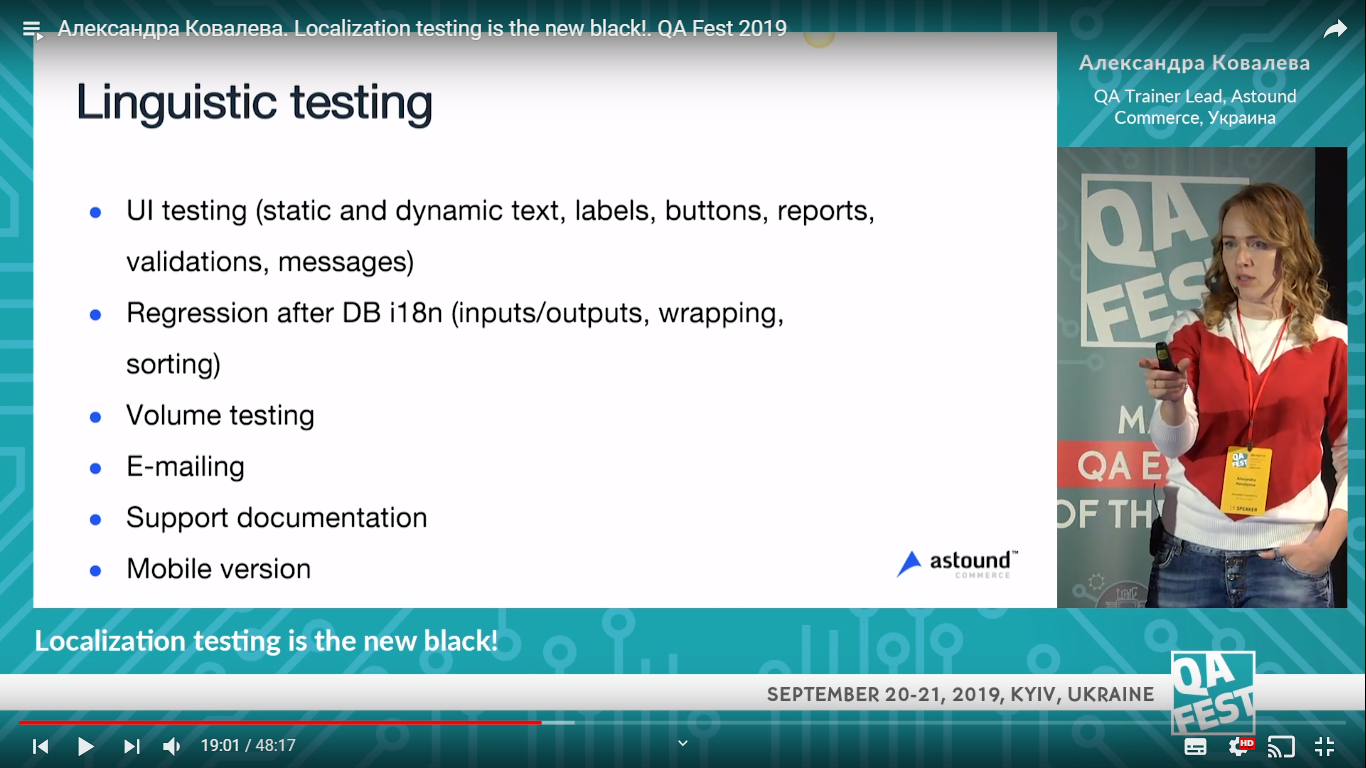 Александра Ковалева. Localization testing is the new black!. QA Fest 2019
Linguistic testing
UI testing (static and dynamic text, labels, buttons, reports,
validations, messages)
Regression after DB i18n (inputs/outputs, wrapping,
sorting)
Volume testing
E-mailing
Support documentation
Mobile version
astound™
COMMERCE
Александра Ковалева
QA Trainer Lead, Astound
Commerce, Украина
QA
FEST
QA
OF
QA
FEST
SPEAKER
Localization testing is the new black!
SEPTEMBER 20-21, 2019, KYIV, UKRAINE
QA
FEST
19:01 / 48:17
HD